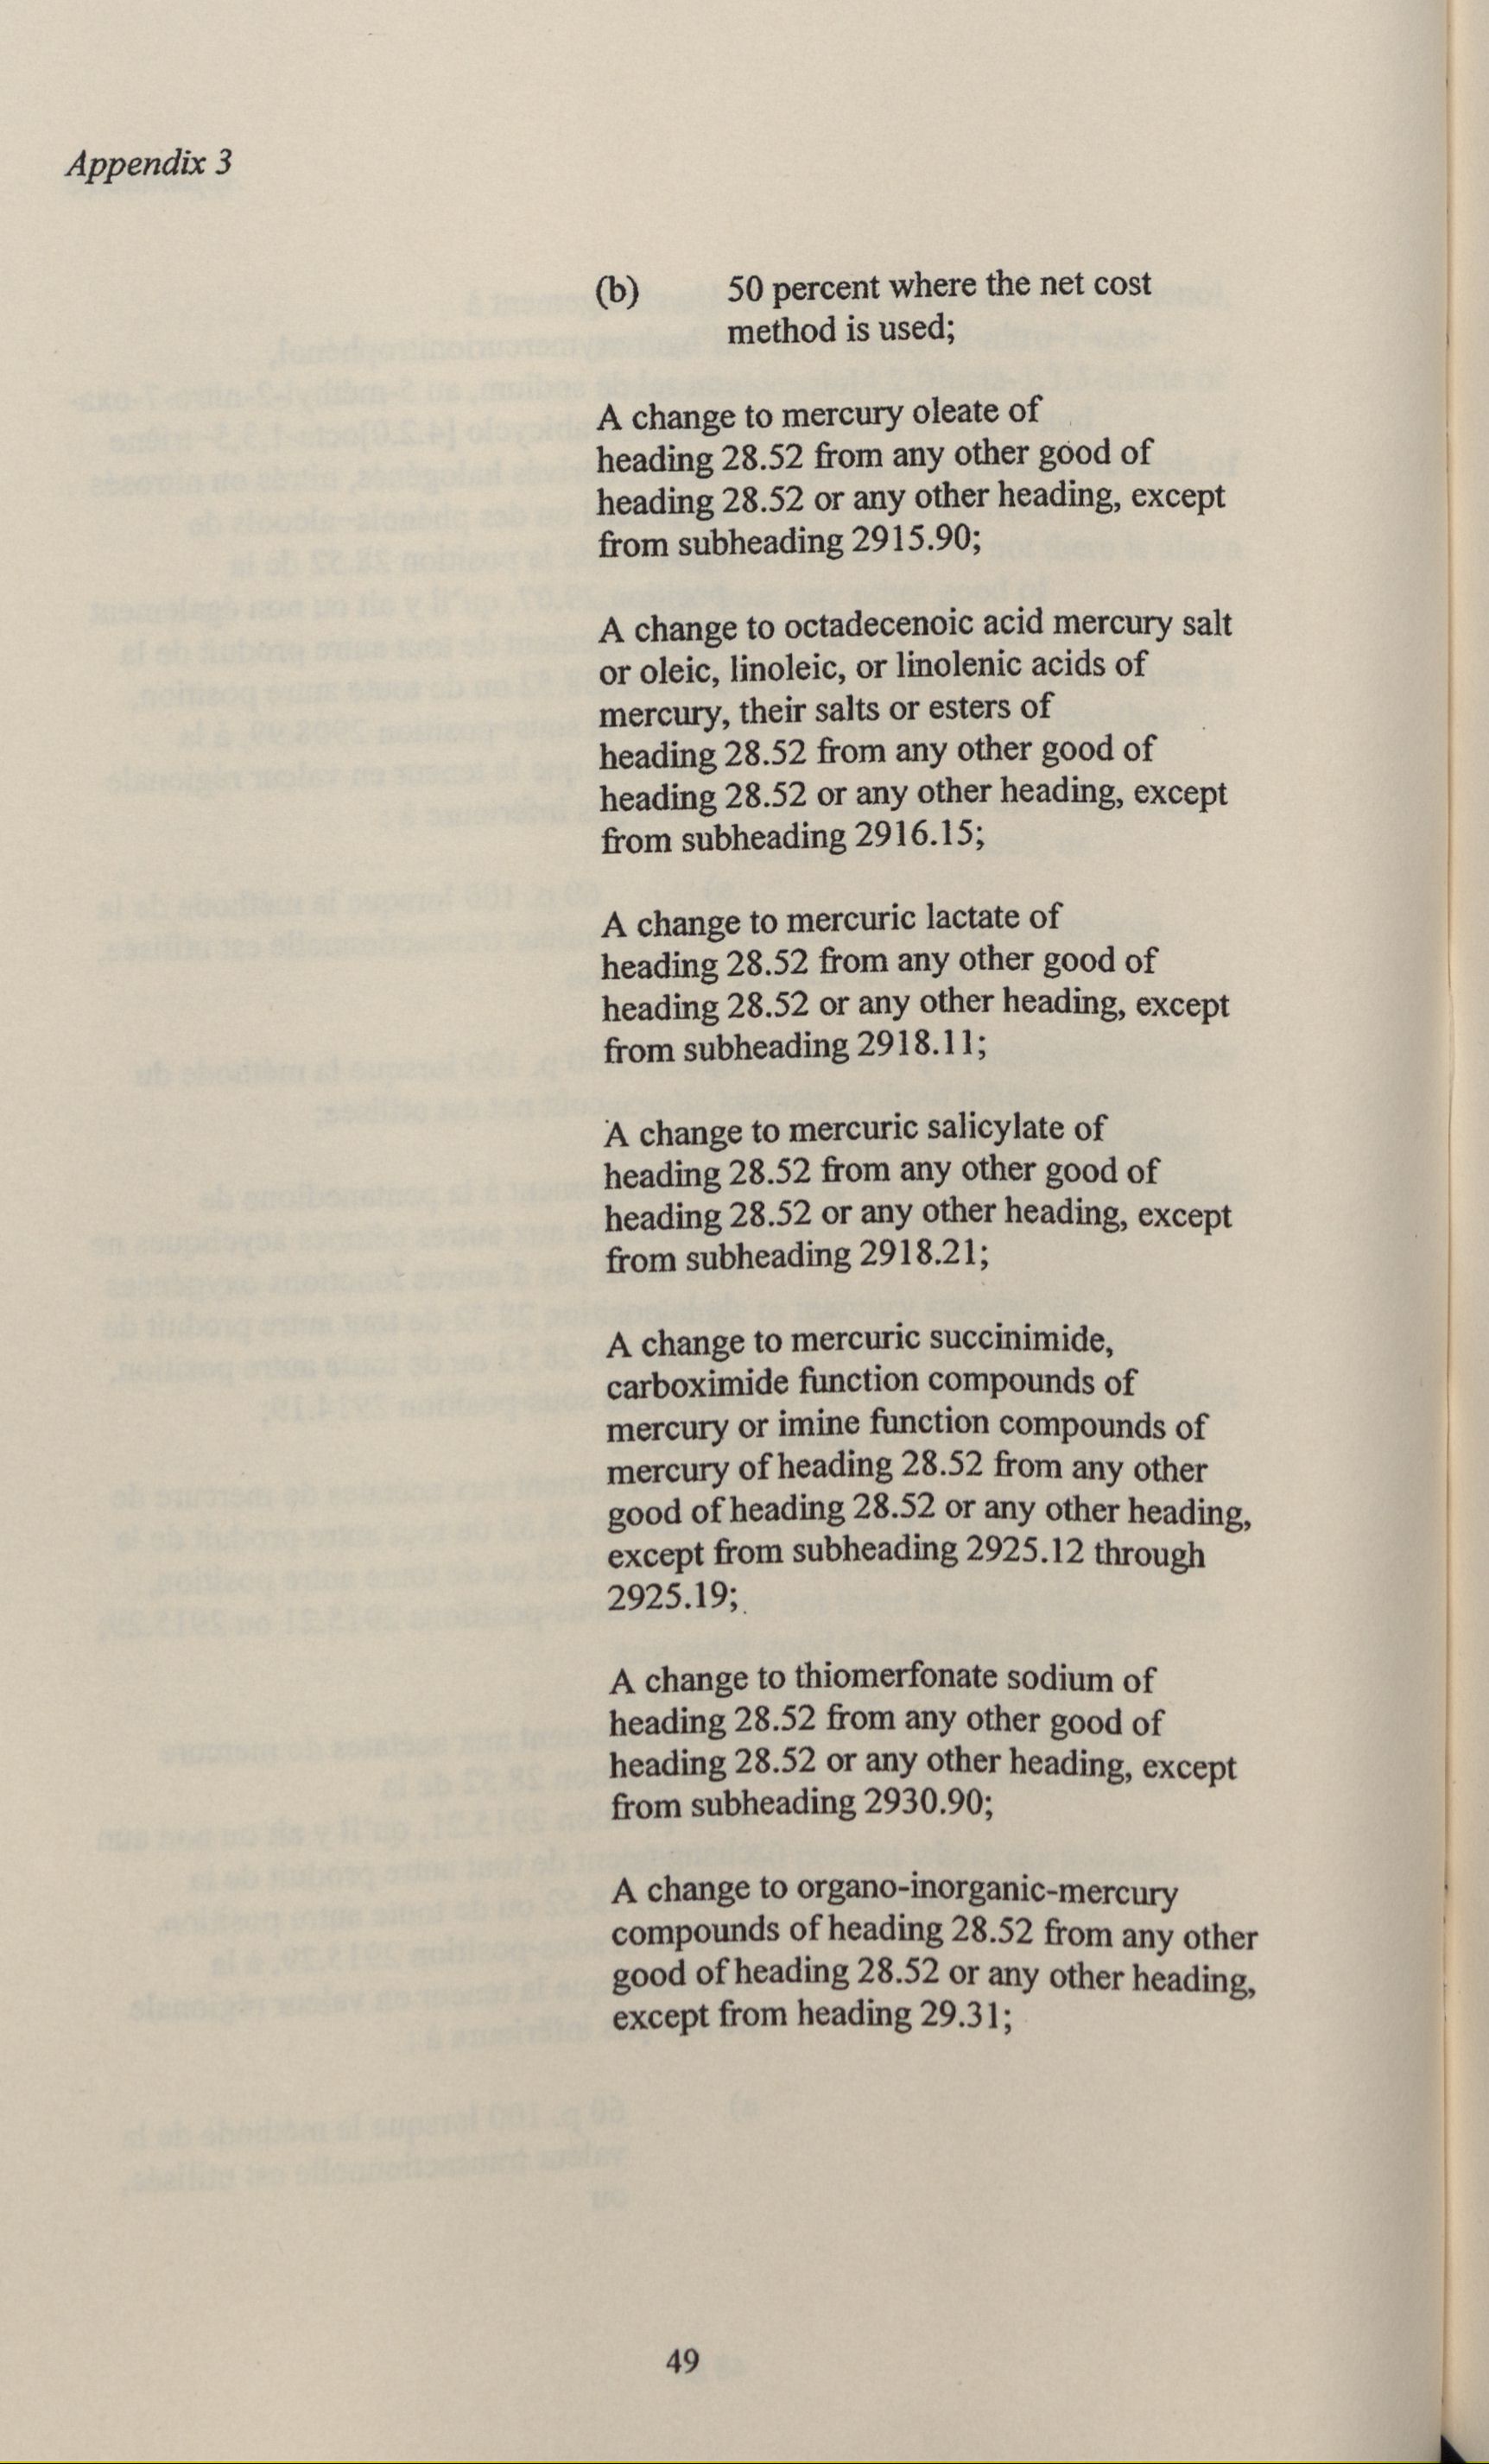 Appendix 3
(b) 50 percent where the net cost
method is used;
A change to mercury oleate of
heading 28.52 from any other good of
heading 28.52 or any other heading, except
from subheading 2915.90;
A change to octadecenoic acid mercury salt
or oleic, linoleic, or linolenic acids of
mercury, their salts or esters of
heading 28.52 from any other good of
heading 28.52 or any other heading, except
from subheading 2916.15;
A change to mercuric lactate of
heading 28.52 from any other good of
heading 28.52 or any other heading, except
from subheading 2918.11;
A change to mercuric salicylate of
heading 28.52 from any other good of
heading 28.52 or any other heading, except
from subheading 2918.21;
A change to mercuric succinimide,
carboximide function compounds of
mercury or imine function compounds of
mercury of heading 28.52 from any other
good of heading 28.52 or any other heading,
except from subheading 2925.12 through
2925.19;
A change to thiomerfonate sodium of
heading 28.52 from any other good of
heading 28.52 or any other heading, except
from subheading 2930.90;
A change to organo-inorganic-mercury
compounds of heading 28.52 from any other
good of heading 28.52 or any other heading,
except from heading 29.31;
49